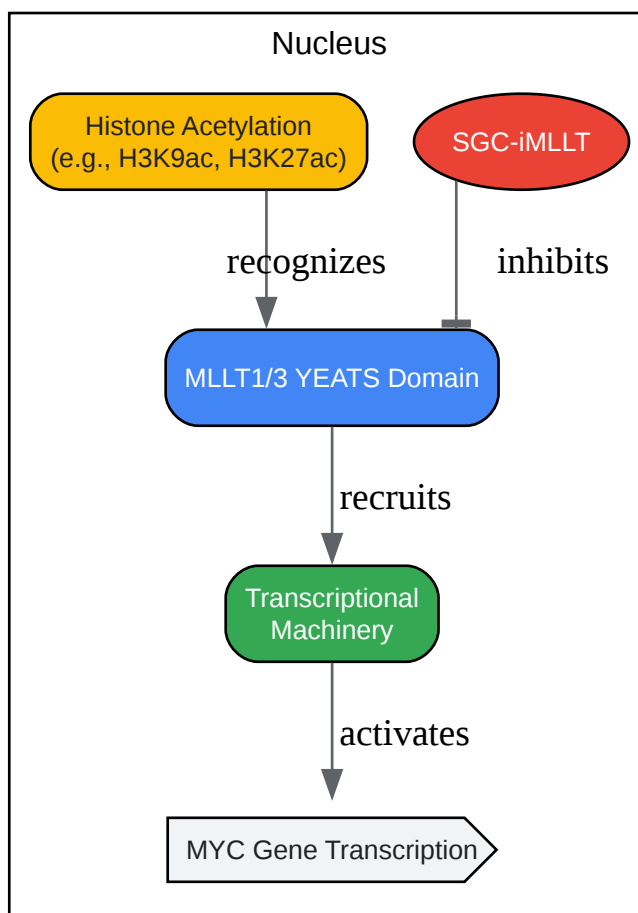 Nucleus
Histone Acetylation
(e.g., H3K9ac, H3K27ac)
SGC-iMLLT
recognizes
inhibits
MLLT1/3 YEATS Domain
recruits
Transcriptional
Machinery
activates
MYC Gene Transcription